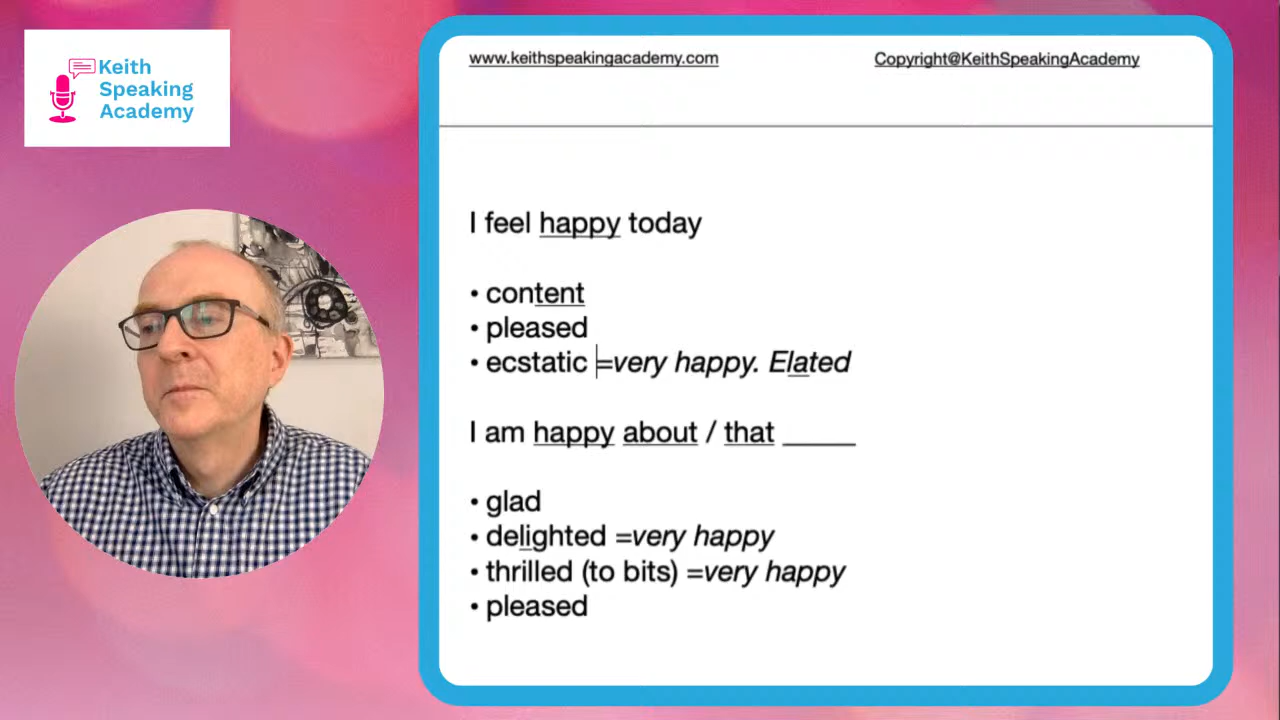 Keith
Speaking
Academy
www.keithspeakingacademy.com
Copyright@KeithSpeakingAcademy
I feel happy today
• content
• pleased
• ecstatic =very happy. Elated
I am happy about / that _____
• glad
• delighted =very happy
• thrilled (to bits) =very happy
• pleased